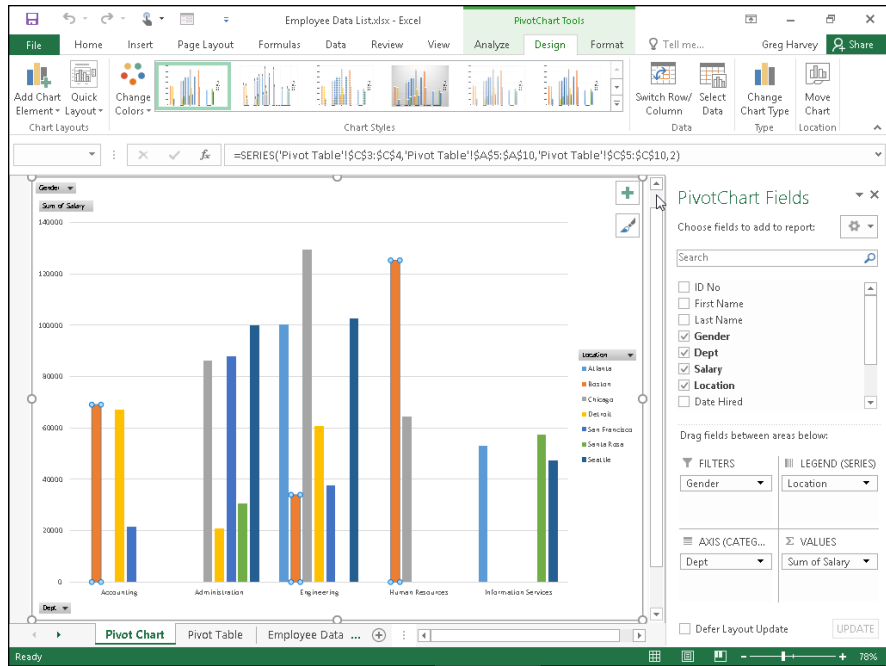 Employee Data List.xlsx - Excel
PivotChart Tools
File Home Insert Page Layout Formulas Data Review View Analyze Design Format Tell me... Greg Harvey Share
Add Chart Element
Quick Layout
Change Colors
Switch Row/ Column
Select Data
Change Chart Type
Move Chart
Chart Layouts
Chart Styles
Data
Type
Location
fx =SERIES('Pivot Table'!$C$3:$C$4,'Pivot Table'!$A$5:$A$10,'Pivot Table'!$C$5:$C$10,2)
Gender
Sum of Salary
140000
120000
100000
80000
60000
40000
20000
0
Accounting Administration Engineering Human Resources Information Services
Dept.
Location
Atlanta
Boston
Chicago
Detroit
San Francisco
Santa Rosa
Seattle
PivotChart Fields
Choose fields to add to report:
Search
ID No
First Name
Last Name
Gender
Dept
Salary
Location
Date Hired
Drag fields between areas below:
FILTERS
Gender
LEGEND (SERIES)
Location
AXIS (CATEG...
Dept
Σ VALUES
Sum of Salary
Defer Layout Update
UPDATE
Pivot Chart Pivot Table Employee Data ...
Ready
78%